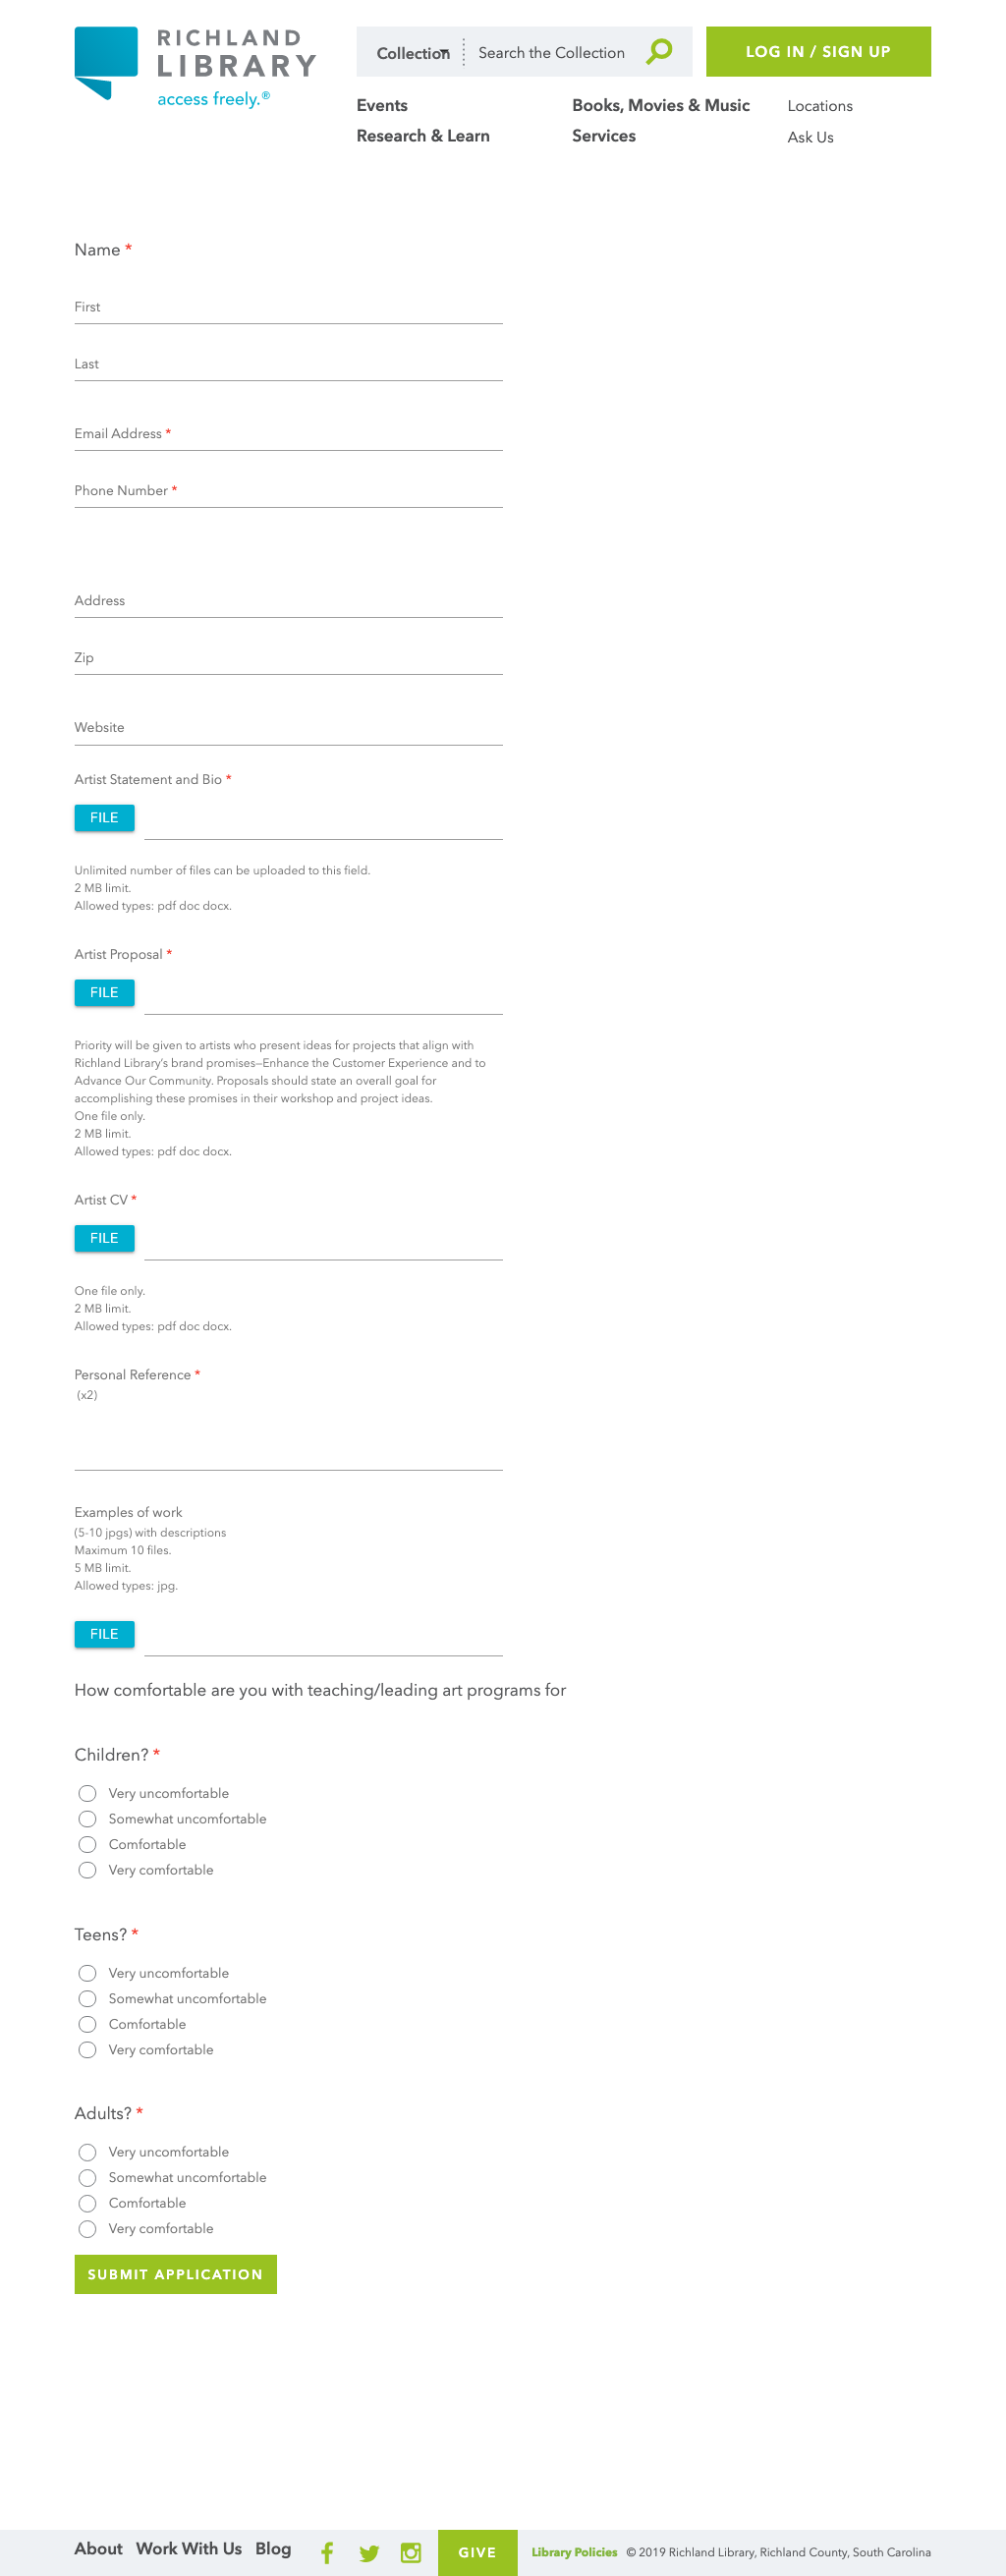 RICHLAND
LIBRARY
access freely.®
Collection
Search the Collection
LOG IN / SIGN UP
Events
Books, Movies & Music
Locations
Research & Learn
Services
Ask Us
Name *
First
Last
Email Address *
Phone Number *
Address
Zip
Website
Artist Statement and Bio *
FILE
Unlimited number of files can be uploaded to this field.
2 MB limit.
Allowed types: pdf doc docx.
Artist Proposal *
FILE
Priority will be given to artists who present ideas for projects that align with
Richland Library's brand promises—Enhance the Customer Experience and to
Advance Our Community. Proposals should state an overall goal for
accomplishing these promises in their workshop and project ideas.
One file only.
2 MB limit.
Allowed types: pdf doc docx.
Artist CV *
FILE
One file only.
2 MB limit.
Allowed types: pdf doc docx.
Personal Reference *
(x2)
Examples of work
(5-10 jpgs) with descriptions
Maximum 10 files.
5 MB limit.
Allowed types: jpg.
FILE
How comfortable are you with teaching/leading art programs for
Children? *
Very uncomfortable
Somewhat uncomfortable
Comfortable
Very comfortable
Teens? *
Very uncomfortable
Somewhat uncomfortable
Comfortable
Very comfortable
Adults? *
Very uncomfortable
Somewhat uncomfortable
Comfortable
Very comfortable
SUBMIT APPLICATION
About Work With Us Blog
GIVE
Library Policies © 2019 Richland Library, Richland County, South Carolina